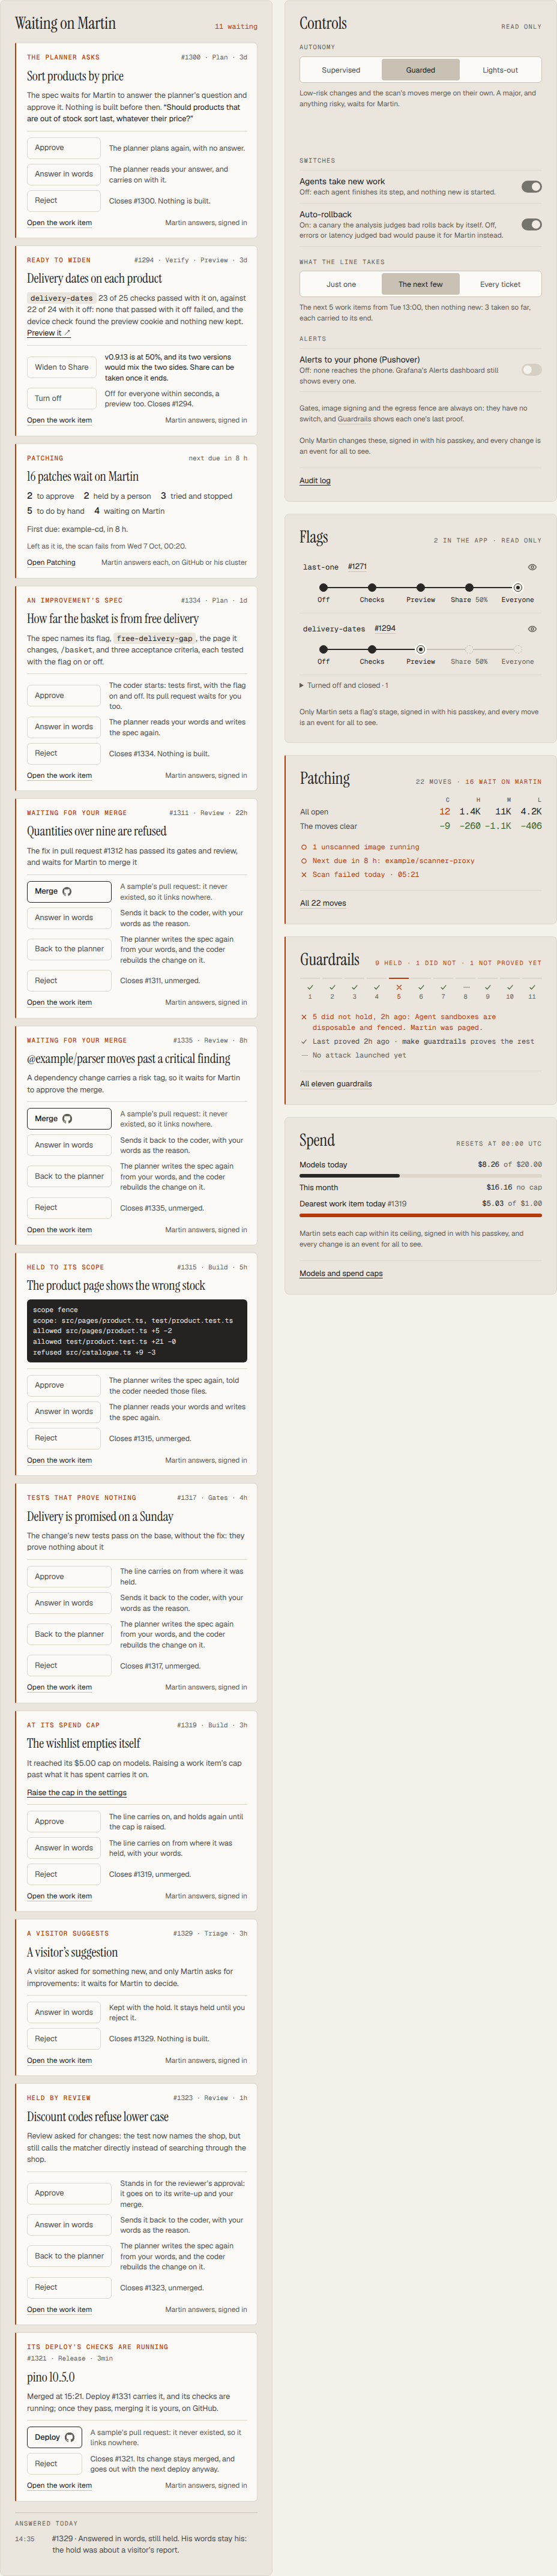 Waiting on Martin
11 waiting
THE PLANNER ASKS
#1300 · Plan · 3d
Sort products by price
The spec waits for Martin to answer the planner's question and
approve it. Nothing is built before then. “Should products that
are out of stock sort last, whatever their price?”
Approve
The planner plans again, with no answer.
Answer in words
The planner reads your answer, and
carries on with it.
Reject
Closes #1300. Nothing is built.
Open the work item
Martin answers, signed in
READY TO WIDEN
#1294 · Verify · Preview · 3d
Delivery dates on each product
delivery-dates 23 of 25 checks passed with it on, against
22 of 24 with it off: none that passed with it off failed, and the
device check found the preview cookie and nothing new kept.
Preview it ↗
Widen to Share
v0.9.13 is at 50%, and its two versions
would mix the two sides. Share can be
taken once it ends.
Turn off
Off for everyone within seconds, a
preview too. Closes #1294.
Open the work item
Martin answers, signed in
PATCHING
next due in 8 h
16 patches wait on Martin
2 to approve 2 held by a person 3 tried and stopped
5 to do by hand 4 waiting on Martin
First due: example-cd, in 8 h.
Left as it is, the scan fails from Wed 7 Oct, 00:20.
Open Patching
Martin answers each, on GitHub or his cluster
AN IMPROVEMENT'S SPEC
#1334 · Plan · 1d
How far the basket is from free delivery
The spec names its flag, free-delivery-gap, the page it
changes, /basket, and three acceptance criteria, each tested
with the flag on or off.
Approve
The coder starts: tests first, with the flag
on and off. Its pull request waits for you
too.
Answer in words
The planner reads your words and writes
the spec again.
Reject
Closes #1334. Nothing is built.
Open the work item
Martin answers, signed in
WAITING FOR YOUR MERGE
#1311 · Review · 22h
Quantities over nine are refused
The fix in pull request #1312 has passed its gates and review,
and waits for Martin to merge it
Merge
A sample's pull request: it never
existed, so it links nowhere.
Answer in words
Sends it back to the coder, with your
words as the reason.
Back to the planner
The planner writes the spec again
from your words, and the coder
rebuilds the change on it.
Reject
Closes #1311, unmerged.
Open the work item
Martin answers, signed in
WAITING FOR YOUR MERGE
#1335 · Review · 8h
@example/parser moves past a critical finding
A dependency change carries a risk tag, so it waits for Martin
to approve the merge.
Merge
A sample's pull request: it never
existed, so it links nowhere.
Answer in words
Sends it back to the coder, with your
words as the reason.
Back to the planner
The planner writes the spec again
from your words, and the coder
rebuilds the change on it.
Reject
Closes #1335, unmerged.
Open the work item
Martin answers, signed in
HELD TO ITS SCOPE
#1315 · Build · 5h
The product page shows the wrong stock
scope fence
scope: src/pages/product.ts, test/product.test.ts
allowed src/pages/product.ts +5 −2
allowed test/product.test.ts +21 −0
refused src/catalogue.ts +9 −3
Approve
The planner writes the spec again, told
the coder needed those files.
Answer in words
The planner reads your words and writes
the spec again.
Reject
Closes #1315, unmerged.
Open the work item
Martin answers, signed in
TESTS THAT PROVE NOTHING
#1317 · Gates · 4h
Delivery is promised on a Sunday
The change's new tests pass on the base, without the fix: they
prove nothing about it
Approve
The line carries on from where it was
held.
Answer in words
Sends it back to the coder, with your
words as the reason.
Back to the planner
The planner writes the spec again
from your words, and the coder
rebuilds the change on it.
Reject
Closes #1317, unmerged.
Open the work item
Martin answers, signed in
AT ITS SPEND CAP
#1319 · Build · 3h
The wishlist empties itself
It reached its $5.00 cap on models. Raising a work item's cap
past what it has spent carries it on.
Raise the cap in the settings
Approve
The line carries on, and holds again until
the cap is raised.
Answer in words
The line carries on from where it was
held, with your words.
Reject
Closes #1319, unmerged.
Open the work item
Martin answers, signed in
A VISITOR SUGGESTS
#1329 · Triage · 3h
A visitor's suggestion
A visitor asked for something new, and only Martin asks for
improvements: it waits for Martin to decide.
Answer in words
Kept with the hold. It stays held until you
reject it.
Reject
Closes #1329. Nothing is built.
Open the work item
Martin answers, signed in
HELD BY REVIEW
#1323 · Review · 1h
Discount codes refuse lower case
Review asked for changes: the test now names the shop, but
still calls the matcher directly instead of searching through the
shop.
Approve
Stands in for the reviewer's approval:
it goes on to its write-up and your
merge.
Answer in words
Sends it back to the coder, with your
words as the reason.
Back to the planner
The planner writes the spec again
from your words, and the coder
rebuilds the change on it.
Reject
Closes #1323, unmerged.
Open the work item
Martin answers, signed in
ITS DEPLOY'S CHECKS ARE RUNNING
#1321 · Release · 3min
pino 10.5.0
Merged at 15:21. Deploy #1331 carries it, and its checks are
running; once they pass, merging it is yours, on GitHub.
Deploy
A sample's pull request: it never existed, so it
links nowhere.
Reject
Closes #1321. Its change stays merged, and
goes out with the next deploy anyway.
Open the work item
Martin answers, signed in
ANSWERED TODAY
14:35
#1329 · Answered in words, still held. His words stay his:
the hold was about a visitor's report.
Controls
READ ONLY
AUTONOMY
Supervised
Guarded
Lights-out
Low-risk changes and the scan's moves merge on their own. A major, and
anything risky, waits for Martin.
SWITCHES
Agents take new work
Off: each agent finishes its step, and nothing new is started.
Auto-rollback
On: a canary the analysis judges bad rolls back by itself. Off,
errors or latency judged bad would pause it for Martin instead.
WHAT THE LINE TAKES
Just one
The next few
Every ticket
The next 5 work items from Tue 13:00, then nothing new: 3 taken so far,
each carried to its end.
ALERTS
Alerts to your phone (Pushover)
Off: none reaches the phone. Grafana's Alerts dashboard still
shows every one.
Gates, image signing and the egress fence are always on: they have no
switch, and Guardrails shows each one's last proof.
Only Martin changes these, signed in with his passkey, and every change is
an event for all to see.
Audit log
Flags
2 IN THE APP · READ ONLY
last-one #1271
Off Checks Preview Share 50% Everyone
delivery-dates #1294
Off Checks Preview Share 50% Everyone
▶ Turned off and closed · 1
Only Martin sets a flag's stage, signed in with his passkey, and every move
is an event for all to see.
Patching
22 MOVES · 16 WAIT ON MARTIN
C H M L
All open 12 1.4K 11K 4.2K
The moves clear −9 −260 −1.1K −406
1 unscanned image running
Next due in 8 h: example/scanner-proxy
Scan failed today · 05:21
All 22 moves
Guardrails
9 HELD · 1 DID NOT · 1 NOT PROVED YET
1 2 3 4 5 6 7 8 9 10 11
5 did not hold, 2h ago: Agent sandboxes are
disposable and fenced. Martin was paged.
Last proved 2h ago · make guardrails proves the rest
No attack launched yet
All eleven guardrails
Spend
RESETS AT 00:00 UTC
Models today
$8.26 of $20.00
This month
$16.16 no cap
Dearest work item today #1319
$5.03 of $1.00
Martin sets each cap within its ceiling, signed in with his passkey, and
every change is an event for all to see.
Models and spend caps